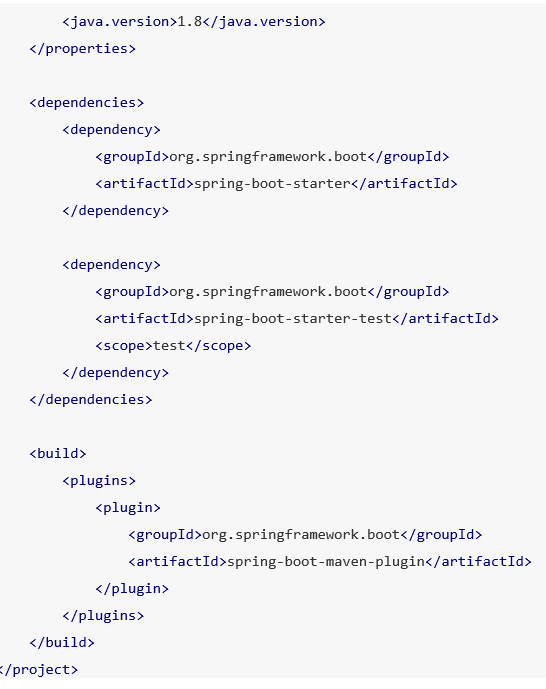 <java.version>1.8</java.version>
</properties>
<dependencies>
<dependency>
<groupId>org.springframework.boot</groupId>
<artifactId>spring-boot-starter</artifactId>
</dependency>
<dependency>
<groupId>org.springframework.boot</groupId>
<artifactId>spring-boot-starter-test</artifactId>
<scope>test</scope>
</dependency>
</dependencies>
<build>
<plugins>
<plugin>
<groupId>org.springframework.boot</groupId>
<artifactId>spring-boot-maven-plugin</artifactId>
</plugin>
</plugins>
</build>
</project>